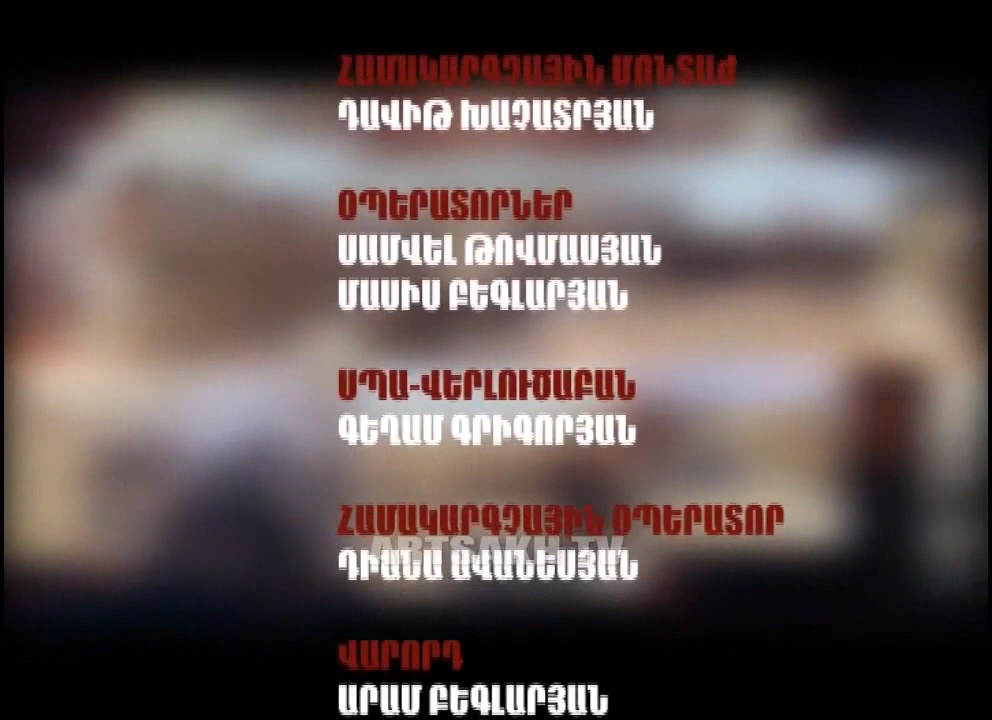 ՀԱՄԱԿԱՐԳՉԱՅԻՆ ՄՈՆՏԱԺ
ԴԱՎԻԹ ԽԱՉԱՏՐՅԱՆ
ՕՊԵՐԱՏՈՐՆԵՐ
ՍԱՄՎԵԼ ԹՈՎՄԱՍՅԱՆ
ՄԱՍԻՍ ԲԵԳԼԱՐՅԱՆ
ՍՊԱ-ՎԵՐԼՈՒԾԱԲԱՆ
ԳԵՂԱՄ ԳՐԻԳՈՐՅԱՆ
ՀԱՄԱԿԱՐԳՉԱՅԻՆ ՕՊԵՐԱՏՈՐ
ARTSAKH TV
ԴԻԱՆԱ ԱՎԱՆԵՍՅԱՆ
ՎԱՐՈՐԴ
ԱՐԱՄ ԲԵԳԼԱՐՅԱՆ